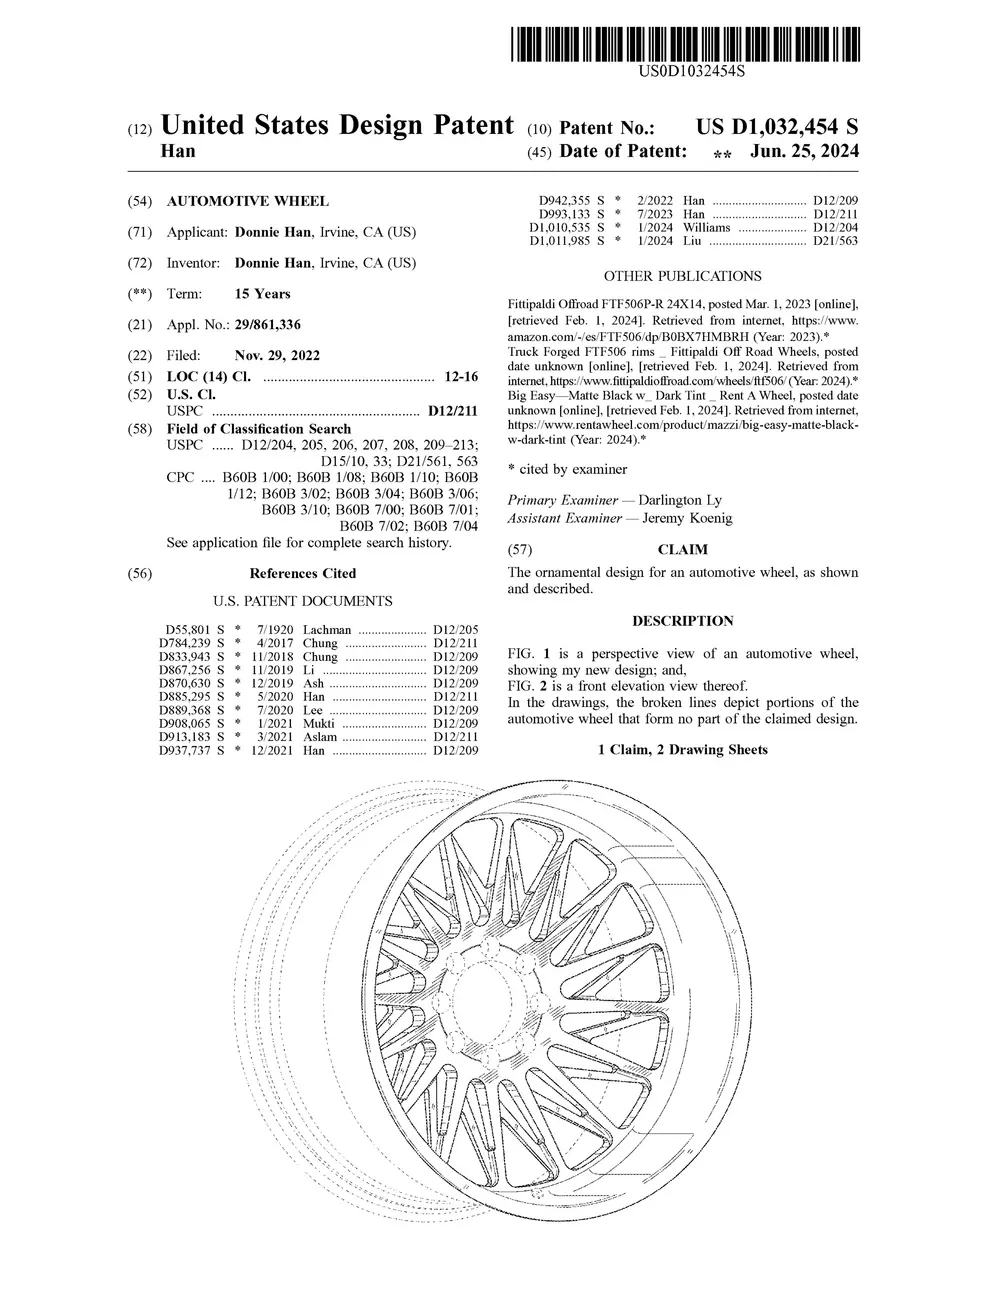 US0D1032454S
(12) United States Design Patent
Han
(10) Patent No.: US D1,032,454 S
(45) Date of Patent: ** Jun. 25, 2024
(54) AUTOMOTIVE WHEEL
(71) Applicant: Donnie Han, Irvine, CA (US)
(72) Inventor: Donnie Han, Irvine, CA (US)
(**) Term: 15 Years
(21) Appl. No.: 29/861,336
(22) Filed: Nov. 29, 2022
(51) LOC (14) Cl. ............................................... 12-16
(52) U.S. Cl.
USPC ........................................................ D12/211
(58) Field of Classification Search
USPC ...... D12/204, 205, 206, 207, 208, 209–213;
D15/10, 33; D21/561, 563
CPC .... B60B 1/00; B60B 1/08; B60B 1/10; B60B
1/12; B60B 3/02; B60B 3/04; B60B 3/06;
B60B 3/10; B60B 7/00; B60B 7/01;
B60B 7/02; B60B 7/04
See application file for complete search history.
(56) References Cited
U.S. PATENT DOCUMENTS
D55,801 S * 7/1920 Lachman ..................... D12/205
D784,239 S * 4/2017 Chung ......................... D12/211
D833,943 S * 11/2018 Chung ......................... D12/209
D867,256 S * 11/2019 Li ................................ D12/209
D870,630 S * 12/2019 Ash .............................. D12/209
D885,295 S * 5/2020 Han ............................. D12/211
D889,368 S * 7/2020 Lee .............................. D12/209
D908,065 S * 1/2021 Mukti .......................... D12/209
D913,183 S * 3/2021 Aslam .......................... D12/211
D937,737 S * 12/2021 Han ............................. D12/209
D942,355 S * 2/2022 Han ............................. D12/209
D993,133 S * 7/2023 Han ............................. D12/211
D1,010,535 S * 1/2024 Williams ..................... D12/204
D1,011,985 S * 1/2024 Liu .............................. D21/563
OTHER PUBLICATIONS
Fittipaldi Offroad FTF506P-R 24X14, posted Mar. 1, 2023 [online],
[retrieved Feb. 1, 2024]. Retrieved from internet, https://www.
amazon.com/-/es/FTF506/dp/B0BX7HMBRH (Year: 2023).*
Truck Forged FTF506 rims _ Fittipaldi Off Road Wheels, posted
date unknown [online], [retrieved Feb. 1, 2024]. Retrieved from
internet, https://www.fittipaldioffroad.com/wheels/ftf506/ (Year: 2024).*
Big Easy—Matte Black w_ Dark Tint _ Rent A Wheel, posted date
unknown [online], [retrieved Feb. 1, 2024]. Retrieved from internet,
https://www.rentawheel.com/product/mazzi/big-easy-matte-black-
w-dark-tint (Year: 2024).*
* cited by examiner
Primary Examiner — Darlington Ly
Assistant Examiner — Jeremy Koenig
(57) CLAIM
The ornamental design for an automotive wheel, as shown
and described.
DESCRIPTION
FIG. 1 is a perspective view of an automotive wheel,
showing my new design; and,
FIG. 2 is a front elevation view thereof.
In the drawings, the broken lines depict portions of the
automotive wheel that form no part of the claimed design.
1 Claim, 2 Drawing Sheets